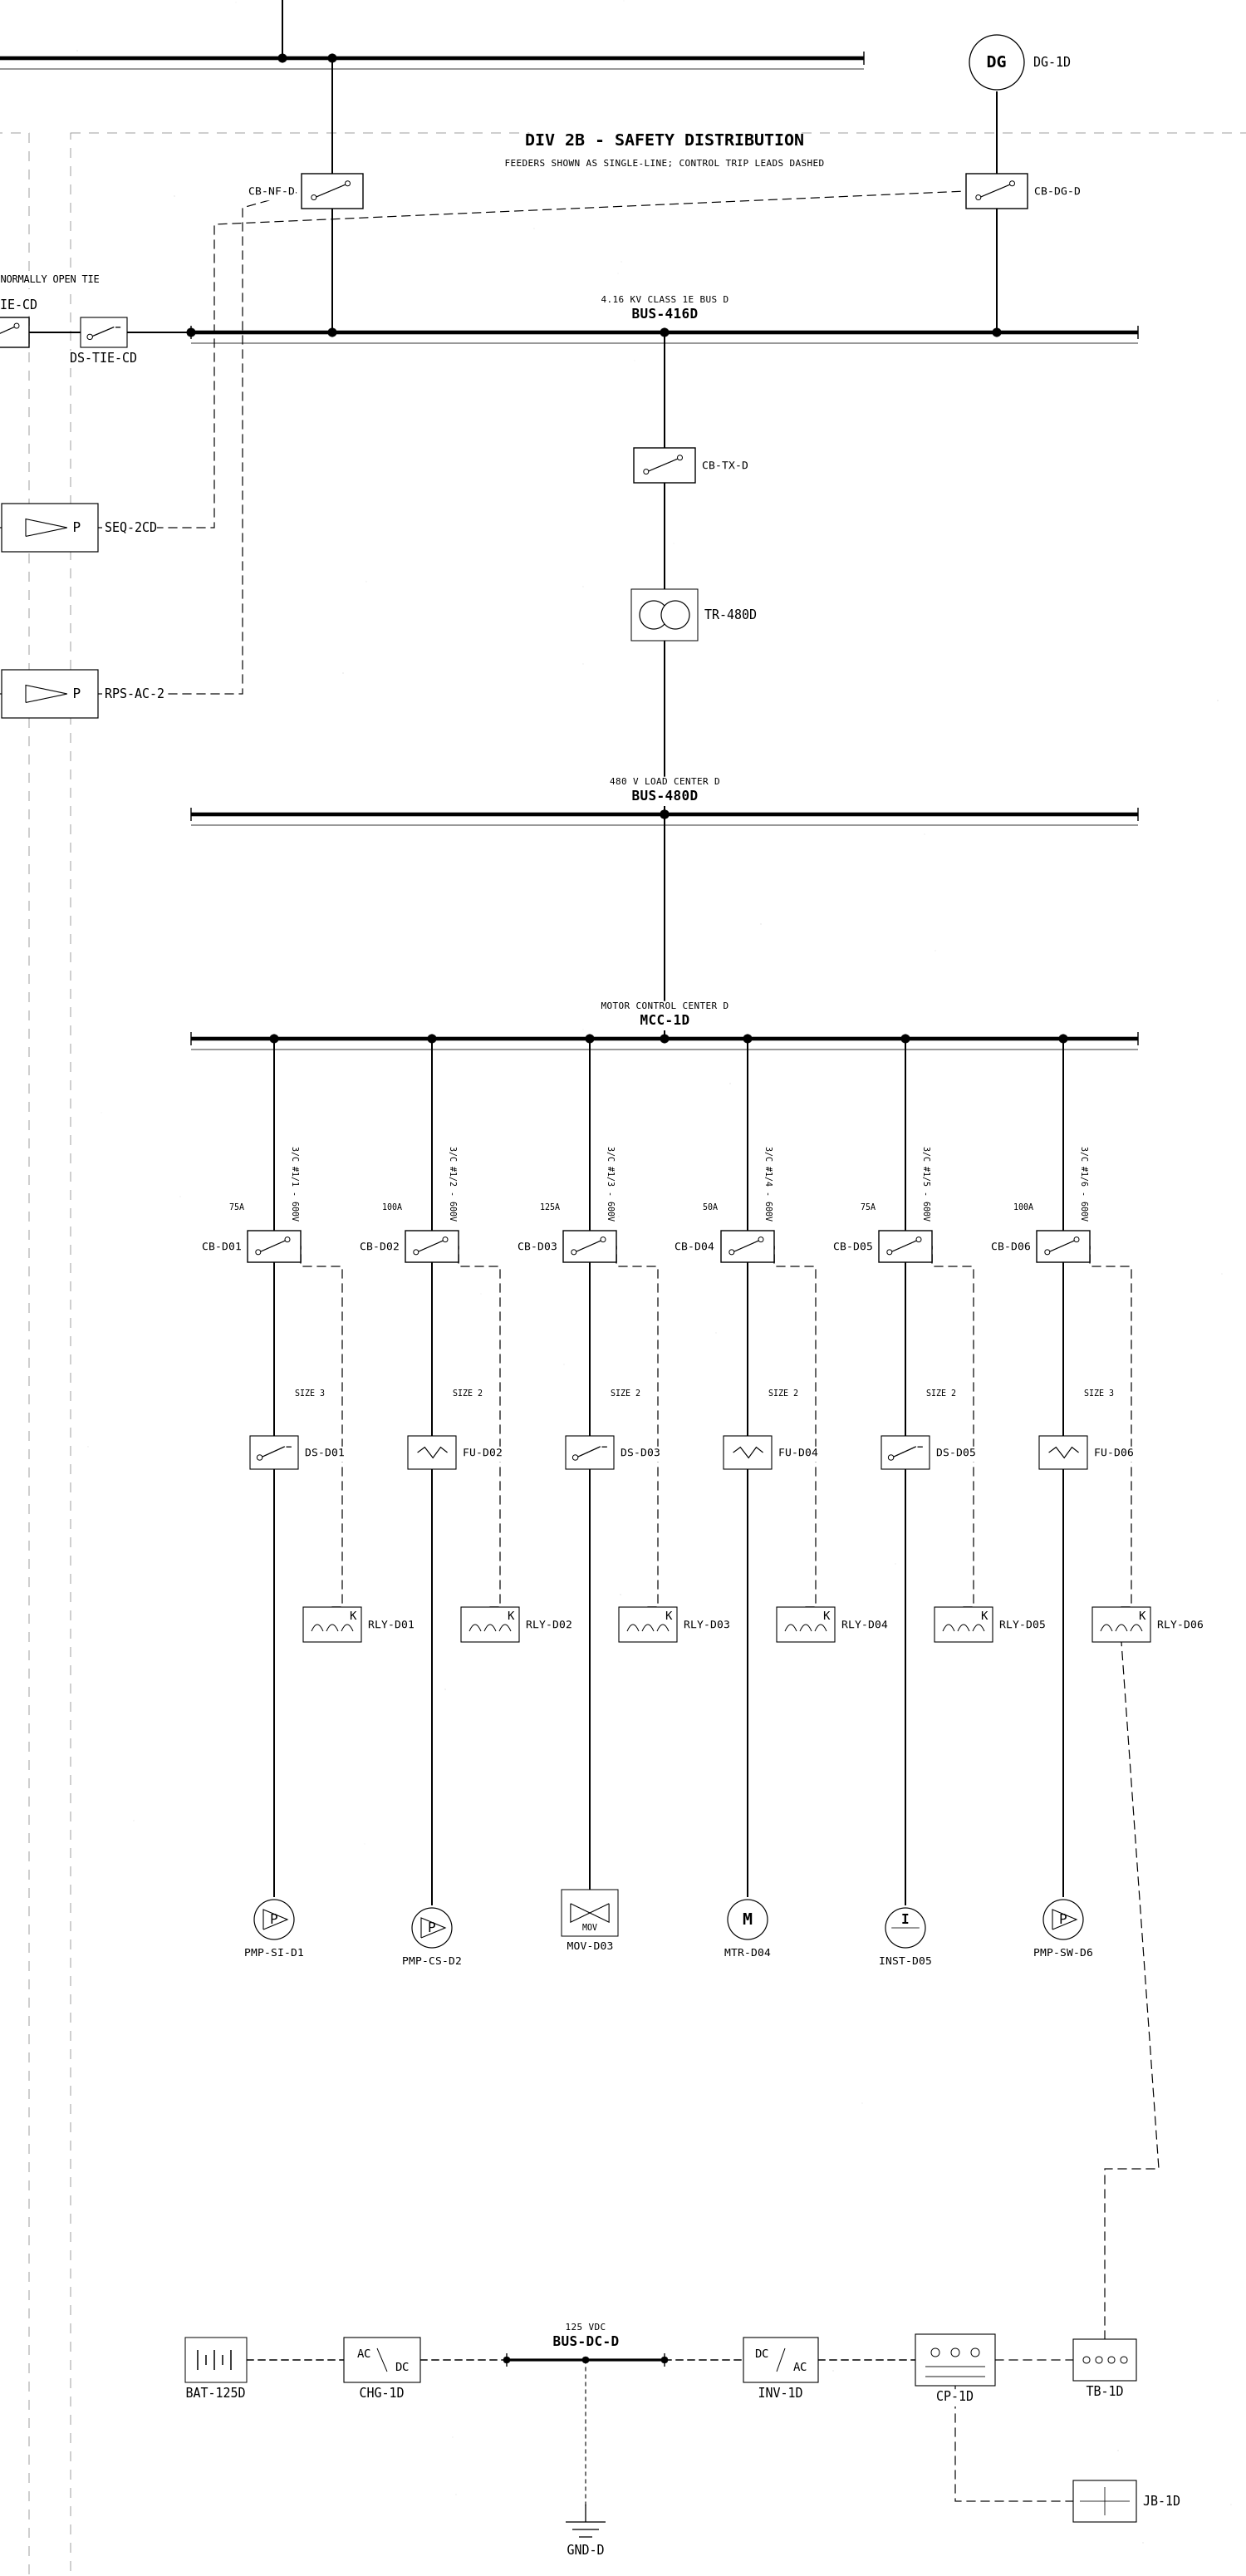 DG
DG-1D
DIV 2B - SAFETY DISTRIBUTION
FEEDERS SHOWN AS SINGLE-LINE; CONTROL TRIP LEADS DASHED
CB-NF-D
CB-DG-D
NORMALLY OPEN TIE
IE-CD
DS-TIE-CD
4.16 KV CLASS 1E BUS D
BUS-416D
CB-TX-D
P
SEQ-2CD
TR-480D
P
RPS-AC-2
480 V LOAD CENTER D
BUS-480D
MOTOR CONTROL CENTER D
MCC-1D
3/C #1/1 - 600V
3/C #1/2 - 600V
3/C #1/3 - 600V
3/C #1/4 - 600V
3/C #1/5 - 600V
3/C #1/6 - 600V
75A
100A
125A
50A
75A
100A
CB-D01
CB-D02
CB-D03
CB-D04
CB-D05
CB-D06
SIZE 3
SIZE 2
SIZE 2
SIZE 2
SIZE 2
SIZE 3
DS-D01
FU-D02
DS-D03
FU-D04
DS-D05
FU-D06
K
RLY-D01
K
RLY-D02
K
RLY-D03
K
RLY-D04
K
RLY-D05
K
RLY-D06
P
PMP-SI-D1
P
PMP-CS-D2
MOV
MOV-D03
M
MTR-D04
I
INST-D05
P
PMP-SW-D6
125 VDC
BUS-DC-D
BAT-125D
AC
DC
CHG-1D
DC
AC
INV-1D
CP-1D
TB-1D
JB-1D
GND-D